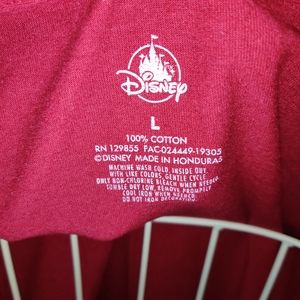 Disney
L
100% COTTON
RN 129855 FAC-024449-19305
©DISNEY MADE IN HONDURAS
MACHINE WASH COLD, INSIDE OUT,
WITH LIKE COLORS, GENTLE CYCLE
ONLY NON-CHLORINE BLEACH WHEN NEEDED
TUMBLE DRY LOW, REMOVE PROMPTLY
COOL IRON WHEN NEEDED
DO NOT IRON DECORATION